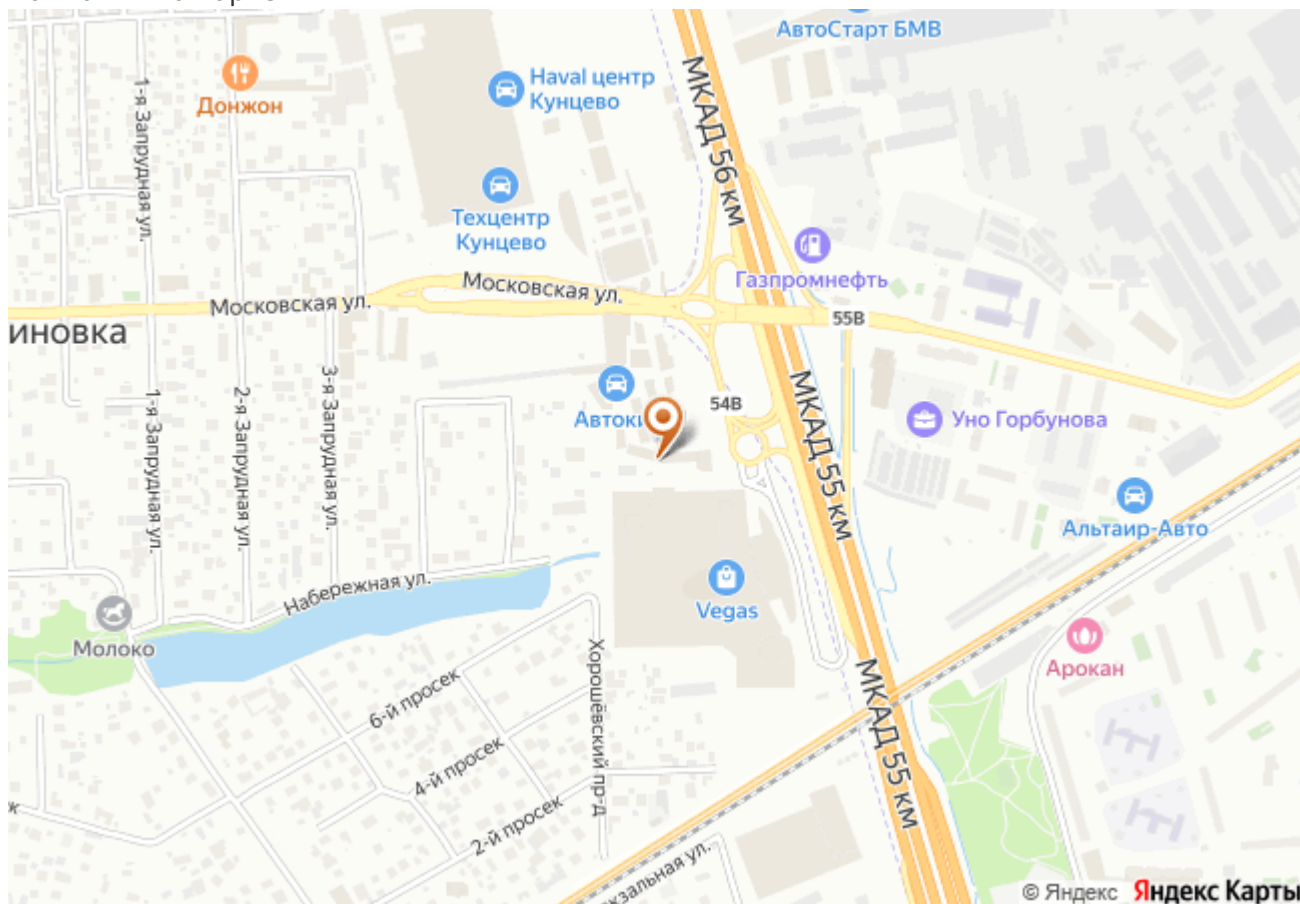 АвтоСтарт БМВ
Haval центр
Кунцево
Донжон
1-я Запрудная ул.
МКАД 56 км
Техцентр
Кунцево
Газпромнефть
Московская ул.
Московская ул.
55В
иновка
1-я Запрудная ул.
2-я Запрудная ул.
3-я Запрудная ул.
Автоки
54В
МКАД 55 км
Уно Горбунова
Альтаир-Авто
Набережная ул.
Vegas
Молоко
Арокан
6-й просек
Хорошёвский пр-д
МКАД 55 км
4-й просек
2-й просек
кзальная ул.
© Яндекс Яндекс Карты